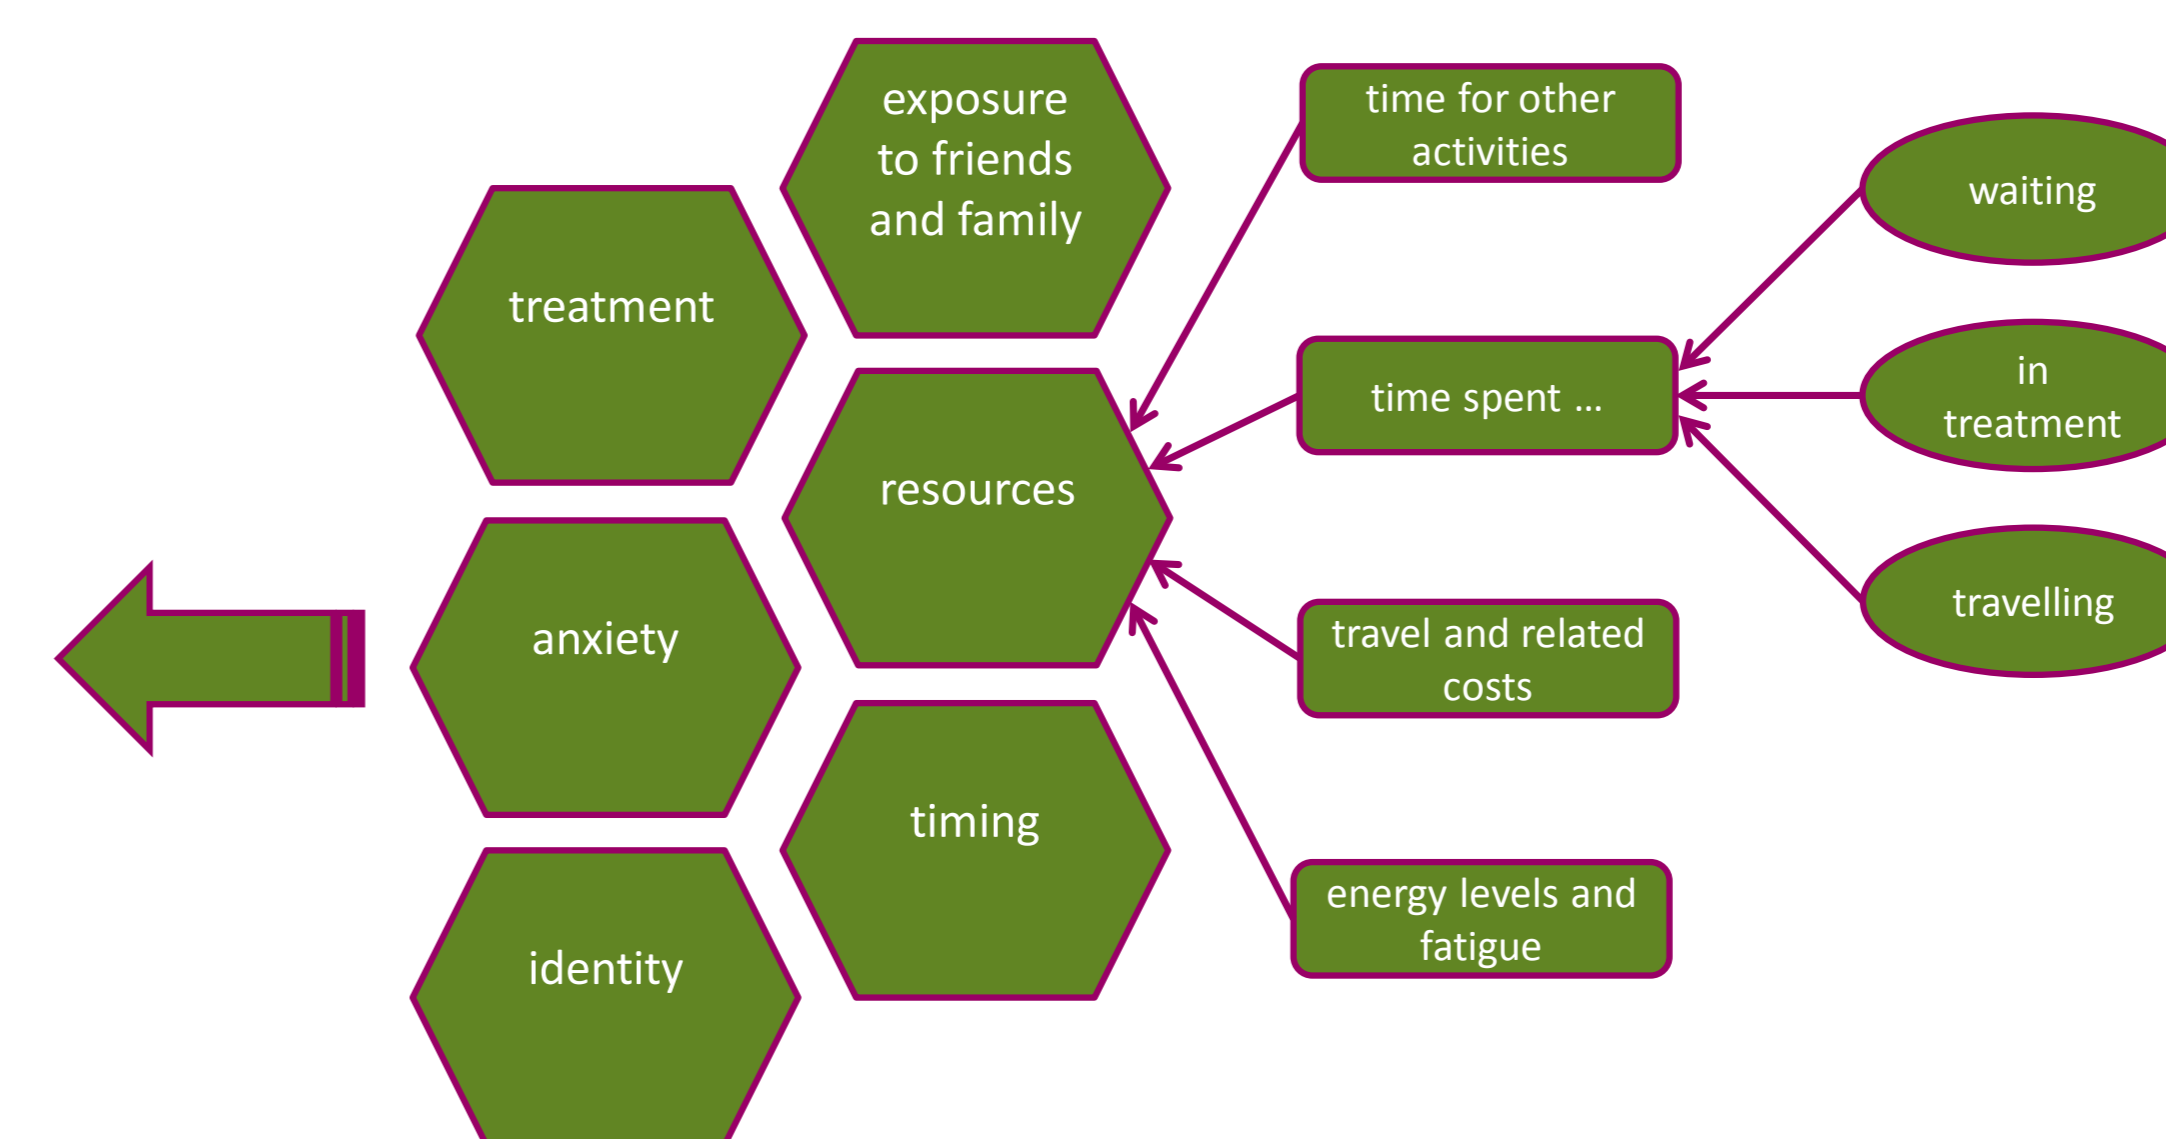 exposure
to friends
and family
treatment
resources
anxiety
timing
identity
time for other
activities
time spent ...
travel and related
costs
energy levels and
fatigue
waiting
in
treatment
travelling